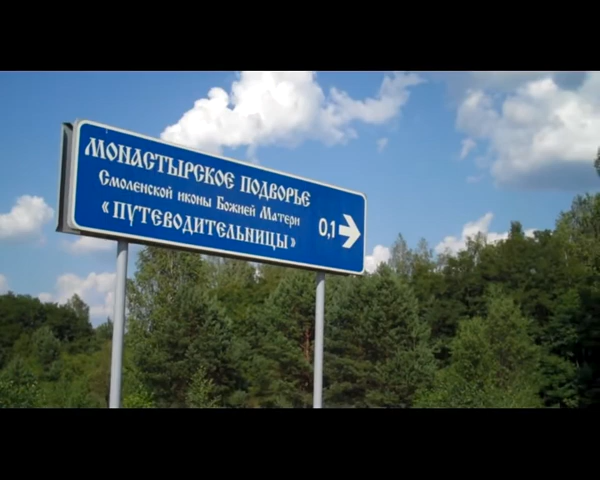 МОНАСТЫРСКОЕ ПОДВОРЬЕ
Смоленской иконы Божией Матери
«ПУТЕВОДИТЕЛЬНИЦЫ»
0,1